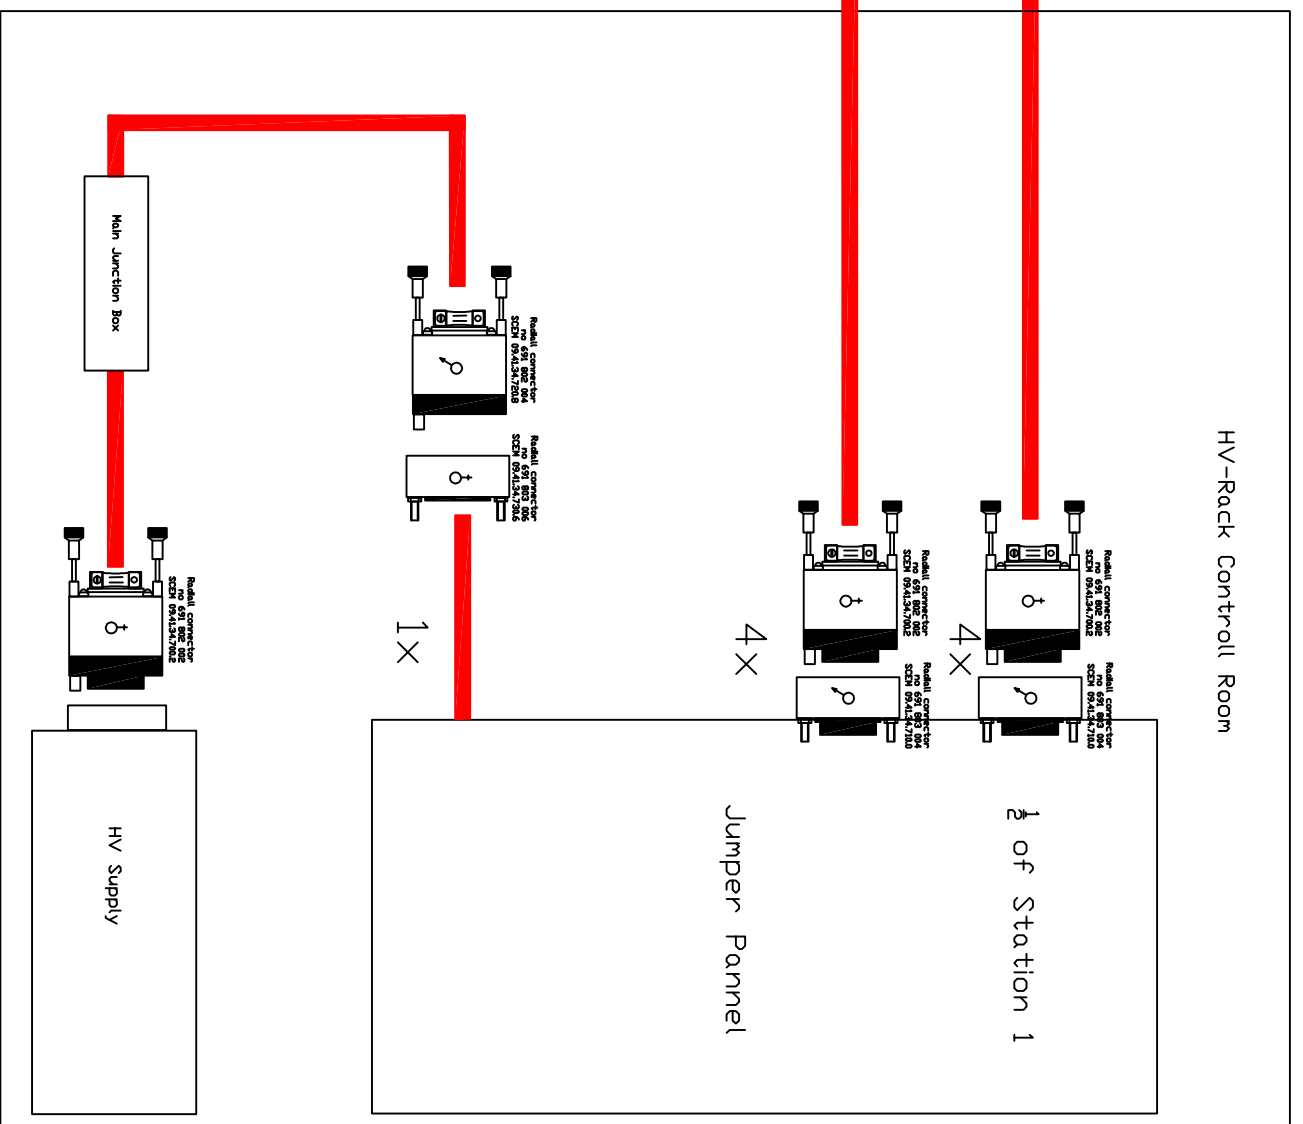 HV-Rack Controll Room
Main Junction Box
Radiall connector
no 691 802 004
SCEM 09.41.34.720.8
Radiall connector
no 691 803 006
SCEM 09.41.34.730.6
Radiall connector
no 691 802 002
SCEM 09.41.34.700.2
Radiall connector
no 691 802 002
SCEM 09.41.34.700.2
Radiall connector
no 691 802 002
SCEM 09.41.34.700.2
1x
4x
4x
Radiall connector
no 691 803 004
SCEM 09.41.34.710.0
Radiall connector
no 691 803 004
SCEM 09.41.34.710.0
HV Supply
Jumper Pannel
½ of Station 1